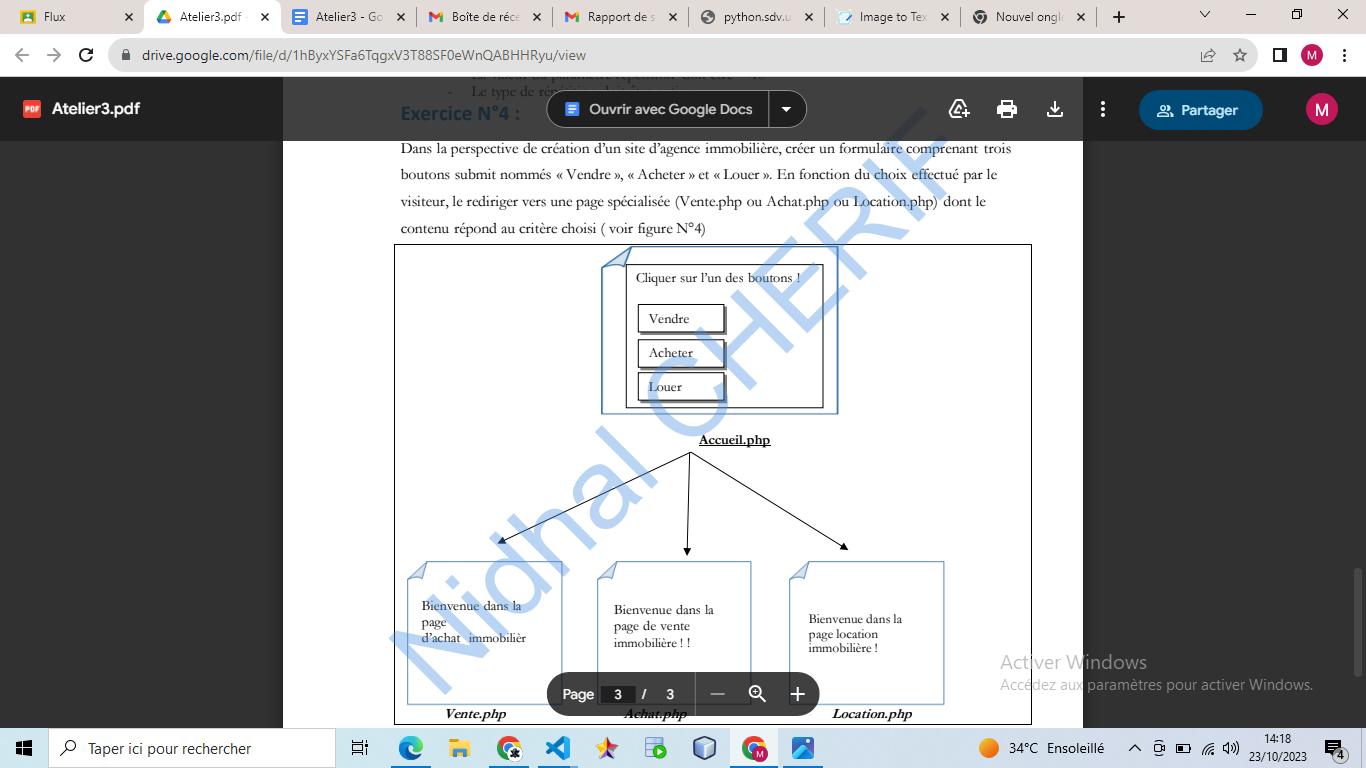 Flux
Atelier3.pdf -
Atelier3 - Go
Boîte de réce
Rapport de s
python.sdv.u
Image to Tex
Nouvel ongl
drive.google.com/file/d/1hByxYSFa6TqgxV3T88SF0eWnQABHHRyu/view
Atelier3.pdf
Ouvrir avec Google Docs
Partager
M
- Le type de
Exercice N°4 :
Dans la perspective de création d'un site d'agence immobilière, créer un formulaire comprenant trois
boutons submit nommés « Vendre », « Acheter » et « Louer ». En fonction du choix effectué par le
visiteur, le rediriger vers une page spécialisée (Vente.php ou Achat.php ou Location.php) dont le
contenu répond au critère choisi ( voir figure N°4)
Cliquer sur l'un des boutons !
Vendre
Acheter
Louer
Accueil.php
Bienvenue dans la
page
d'achat immobilièr
Bienvenue dans la
page de vente
immobilière ! !
Bienvenue dans la
page location
immobilière !
Vente.php
Achat.php
Location.php
Nidhal CHERIF
Page 3 / 3
Activer Windows
Accédez aux paramètres pour activer Windows.
Taper ici pour rechercher
34°C Ensoleillé
14:18
23/10/2023
4